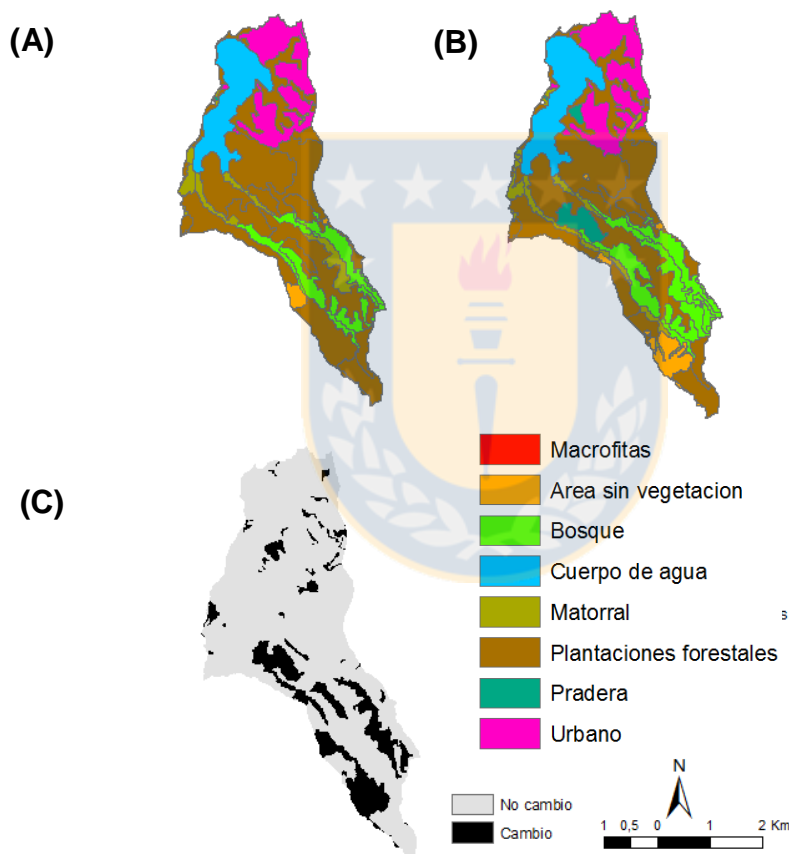 (A)
(B)
(C)
Macrofitas
Area sin vegetacion
Bosque
Cuerpo de agua
Matorral
s
Plantaciones forestales
Pradera
Urbano
No cambio
Cambio
N
1 0,5 0 1 2 Km